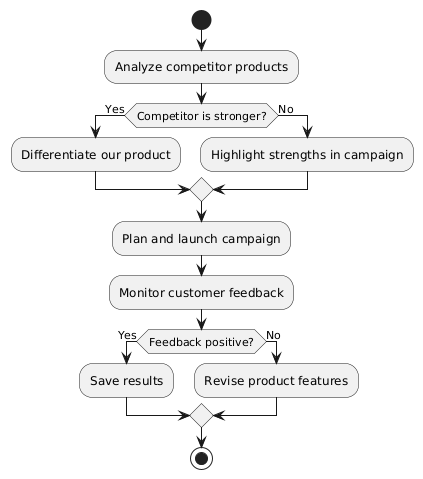 Analyze competitor products
Yes
Competitor is stronger?
No
Differentiate our product
Highlight strengths in campaign
Plan and launch campaign
Monitor customer feedback
Yes
Feedback positive?
No
Save results
Revise product features